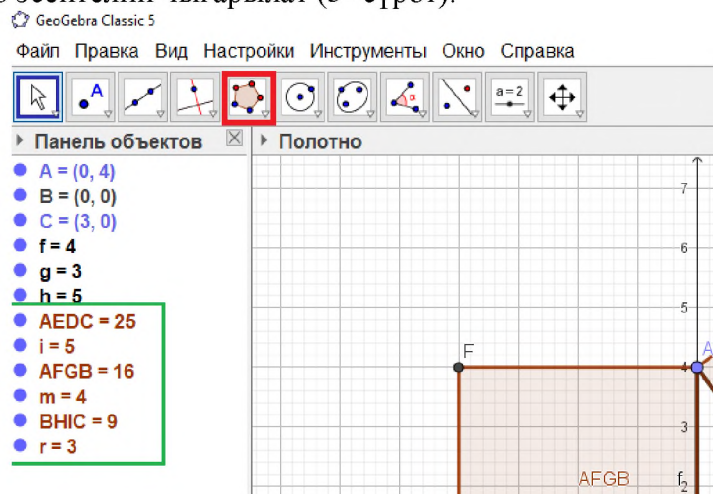 GeoGebra Classic 5
Файл Правка Вид Настройки Инструменты Окно Справка
A
a = 2
Панель объектов
Полотно
A = (0, 4)
B = (0, 0)
C = (3, 0)
f = 4
g = 3
h = 5
AEDC = 25
i = 5
AFGB = 16
m = 4
BHIC = 9
r = 3
7
6
5
F
A
4
3
AFGB
f
2